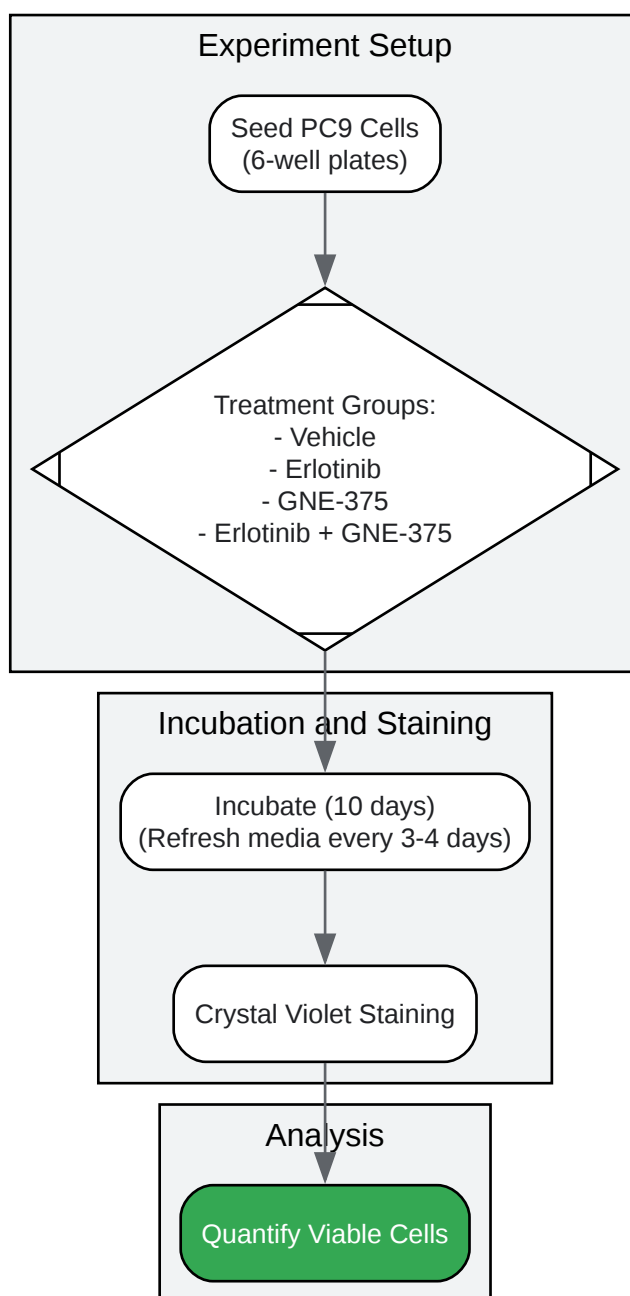 Experiment Setup
Seed PC9 Cells
(6-well plates)
Treatment Groups:
- Vehicle
- Erlotinib
- GNE-375
- Erlotinib + GNE-375
Incubation and Staining
Incubate (10 days)
(Refresh media every 3-4 days)
Crystal Violet Staining
Analysis
Quantify Viable Cells